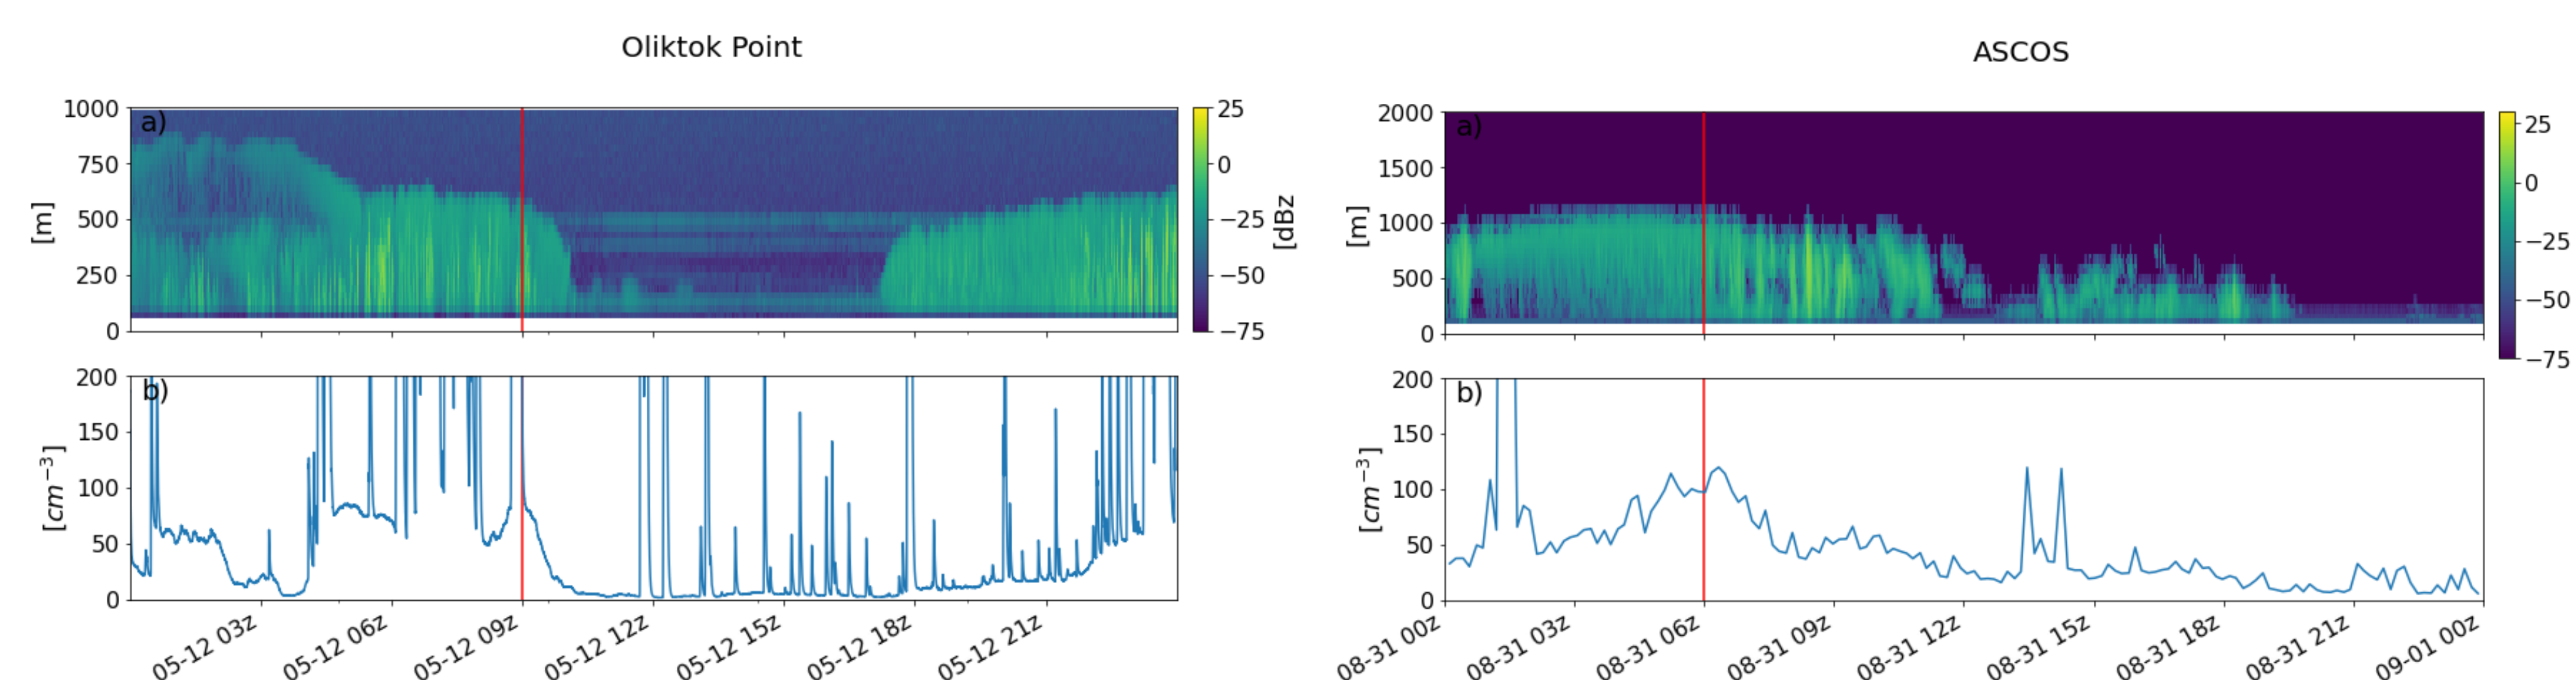 Oliktok Point
a)
1000
750
500
250
0
[m]
25
0
−25
−50
−75
[dBz]
b)
200
150
100
50
0
[cm⁻³]
05-12 03z
05-12 06z
05-12 09z
05-12 12z
05-12 15z
05-12 18z
05-12 21z
ASCOS
a)
2000
1500
1000
500
0
[m]
25
0
−25
−50
−75
b)
200
150
100
50
0
[cm⁻³]
08-31 00z
08-31 03z
08-31 06z
08-31 09z
08-31 12z
08-31 15z
08-31 18z
08-31 21z
09-01 00z